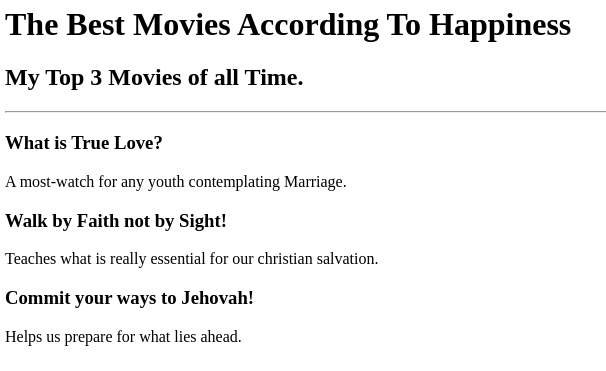 The Best Movies According To Happiness
My Top 3 Movies of all Time.
What is True Love?
A most-watch for any youth contemplating Marriage.
Walk by Faith not by Sight!
Teaches what is really essential for our christian salvation.
Commit your ways to Jehovah!
Helps us prepare for what lies ahead.